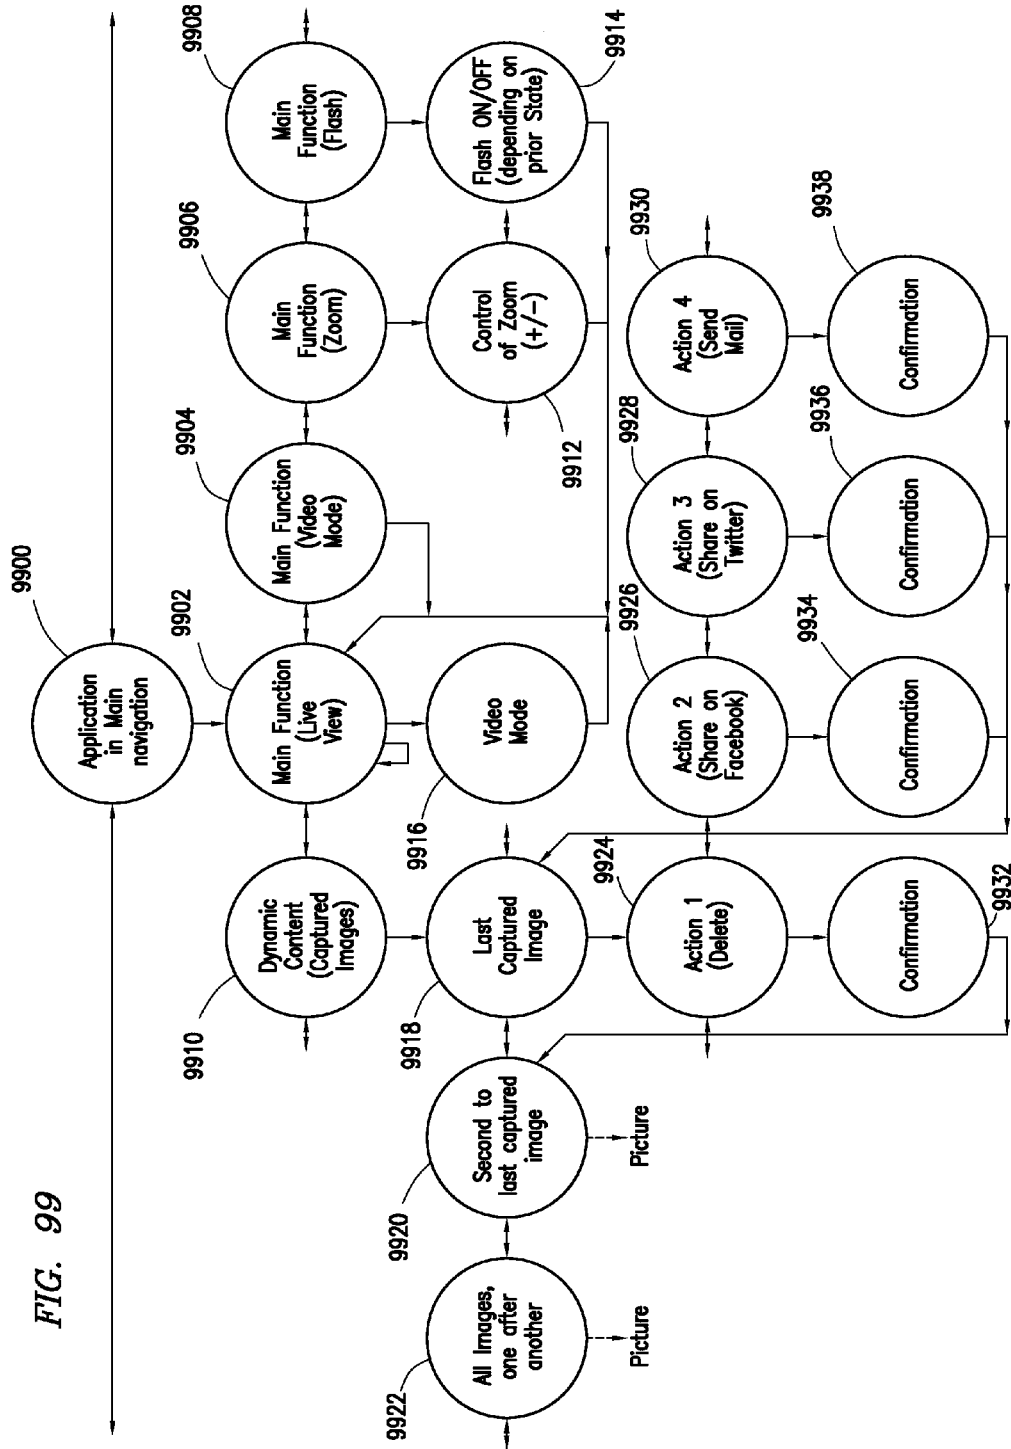 FIG. 99
9900
Application
in Main
navigation
9910
Dynamic
Content
(Captured
Images)
9902
Main Function
(Live
View)
9904
Main Function
(Video
Mode)
9906
Main
Function
(Zoom)
9908
Main
Function
(Flash)
9922
All Images,
one after
another
9920
Second to
last captured
image
9918
Last
Captured
Image
9916
Video
Mode
9912
Control
of Zoom
(+/-)
9914
Flash ON/OFF
(depending on
prior State)
Picture
Picture
9924
Action 1
(Delete)
9926
Action 2
(Share on
Facebook)
9928
Action 3
(Share on
Twitter)
9930
Action 4
(Send
Mail)
9932
Confirmation
9934
Confirmation
9936
Confirmation
9938
Confirmation